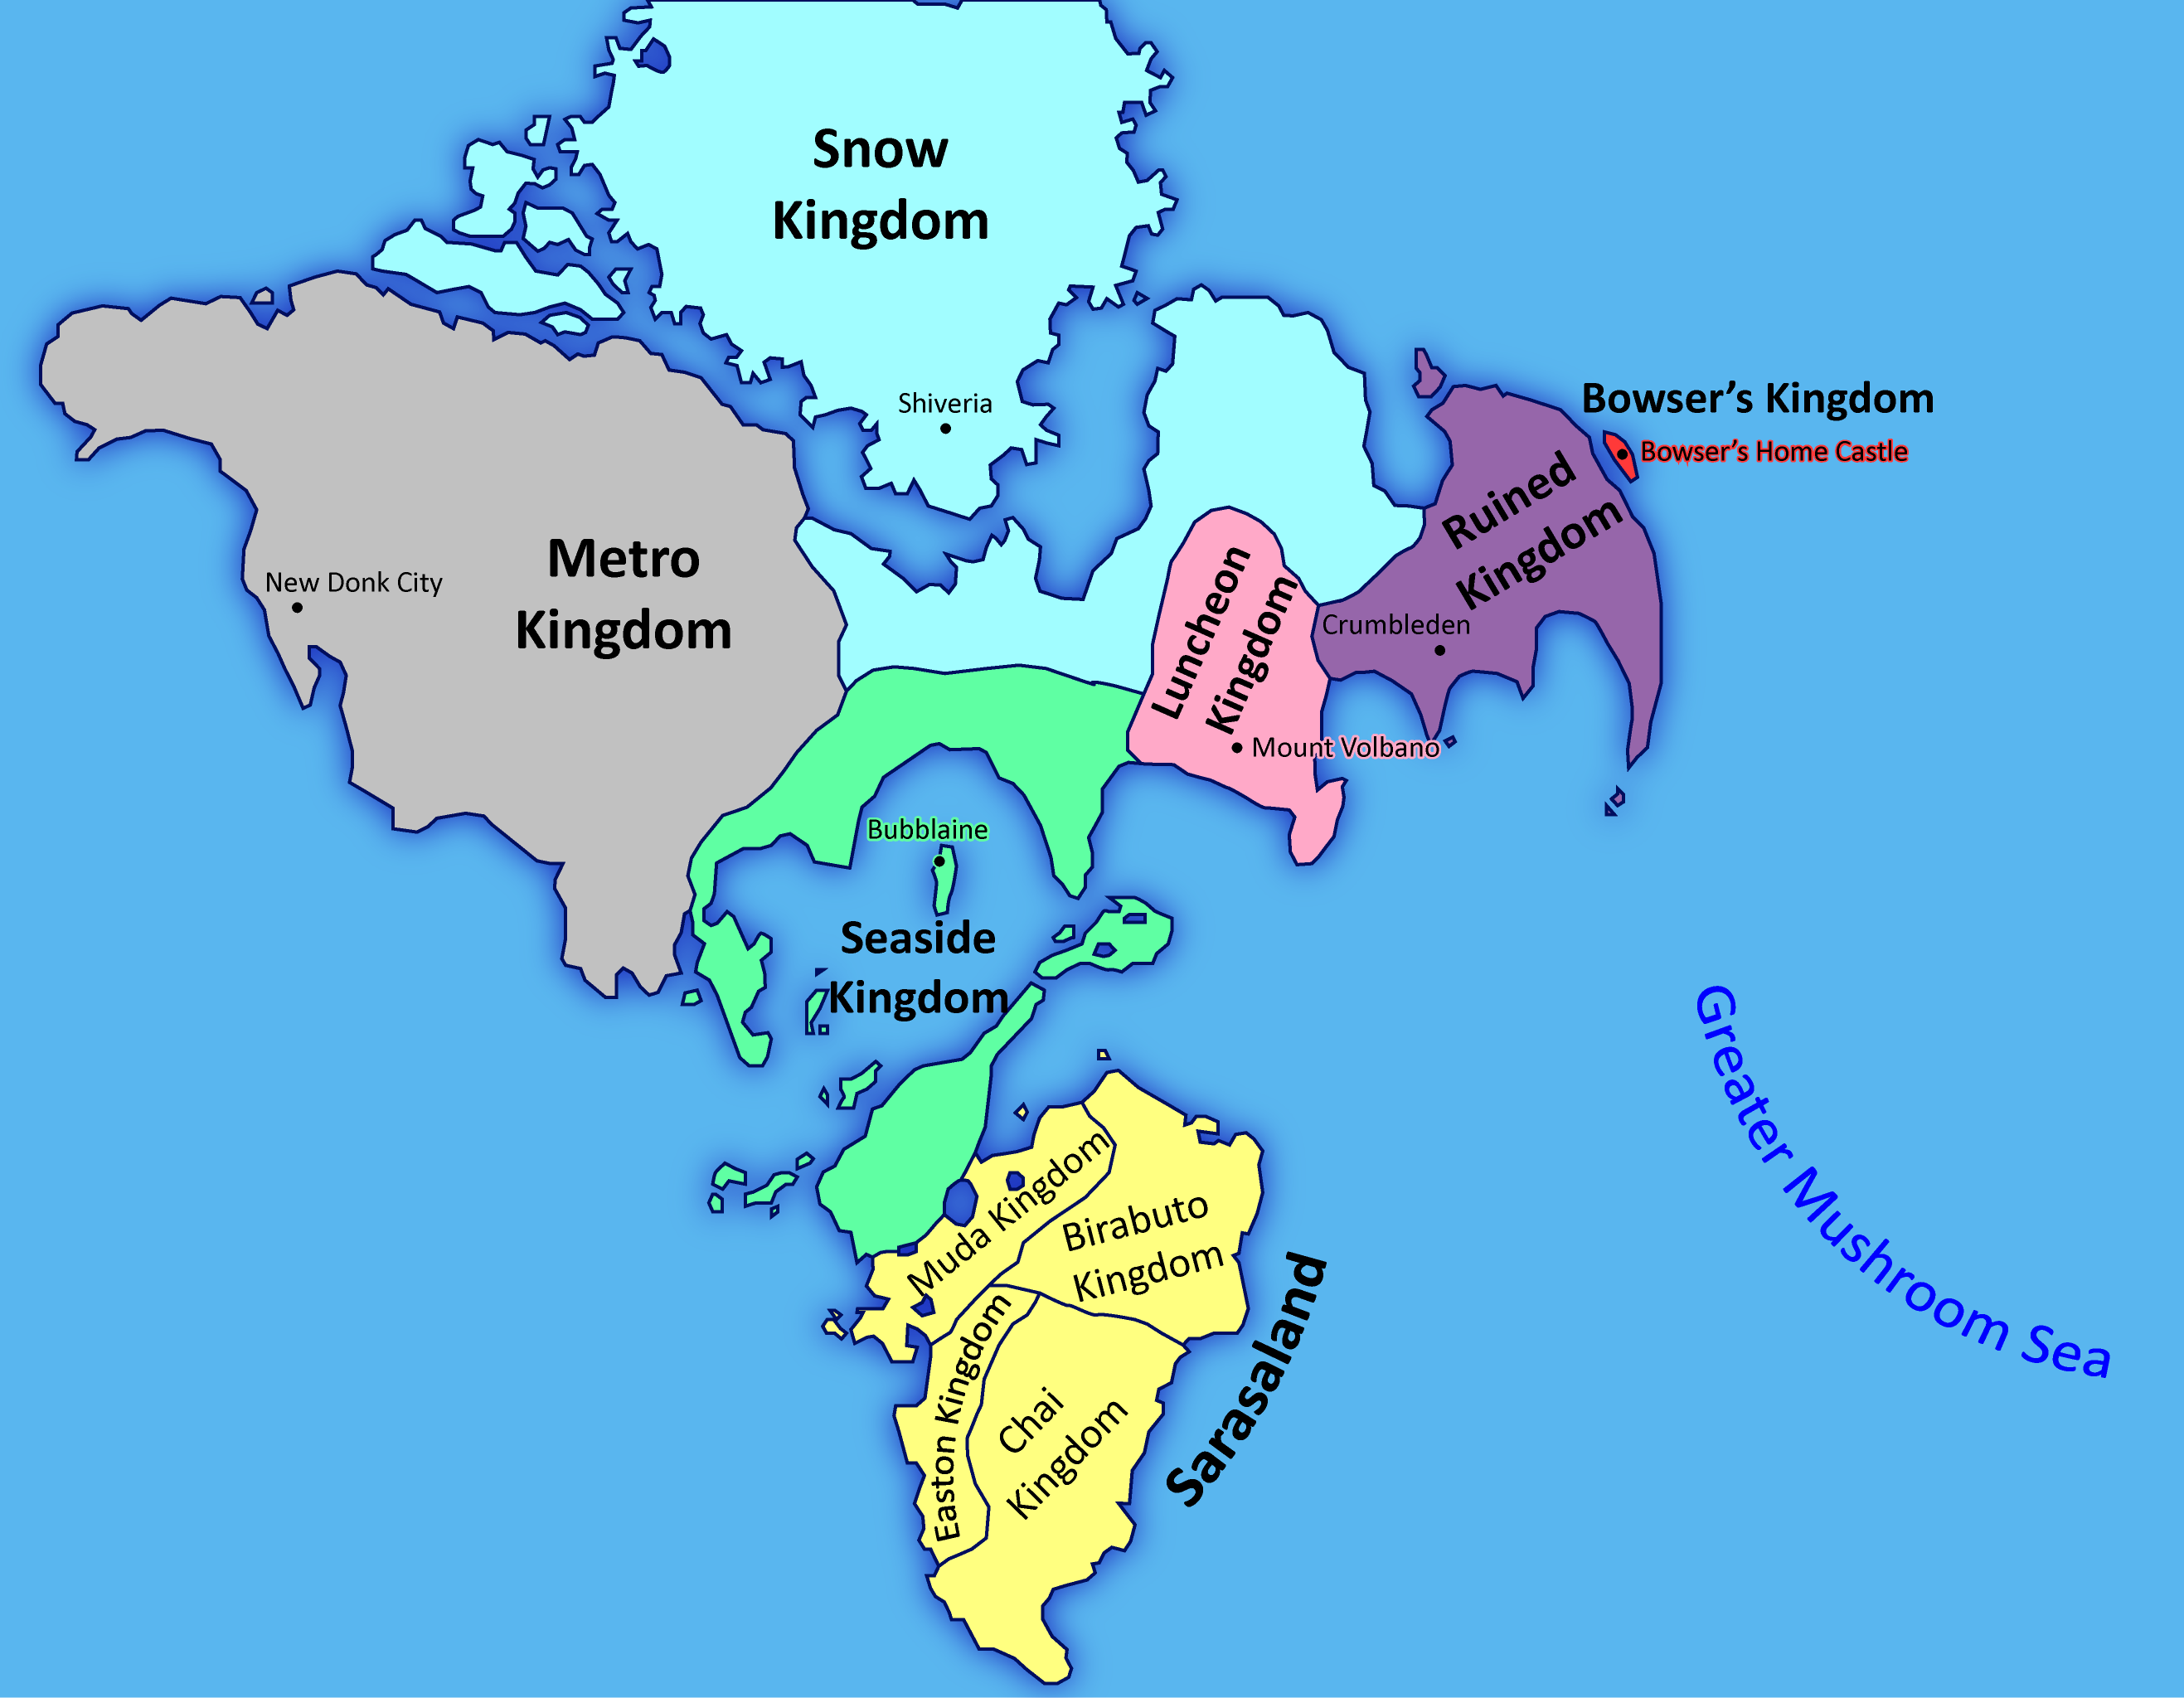 Snow
Kingdom
Shiveria
Bowser's Kingdom
Bowser's Home Castle
Ruined
Kingdom
Crumbleden
Metro
Kingdom
New Donk City
Luncheon
Kingdom
Mount Volbano
Bubblaine
Seaside
Kingdom
Muda Kingdom
Birabuto
Kingdom
Easton Kingdom
Chai
Kingdom
Sarasaland
Greater Mushroom Sea